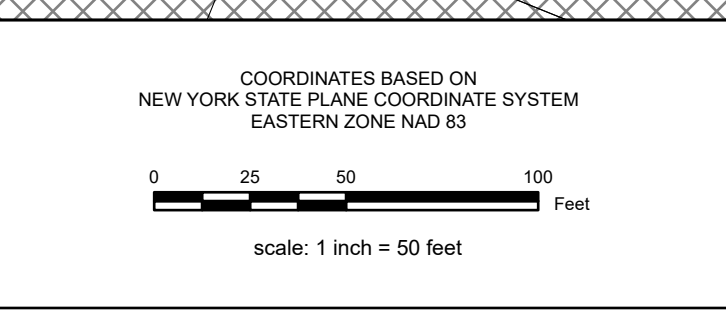 COORDINATES BASED ON
NEW YORK STATE PLANE COORDINATE SYSTEM
EASTERN ZONE NAD 83
0 25 50 100
Feet
scale: 1 inch = 50 feet